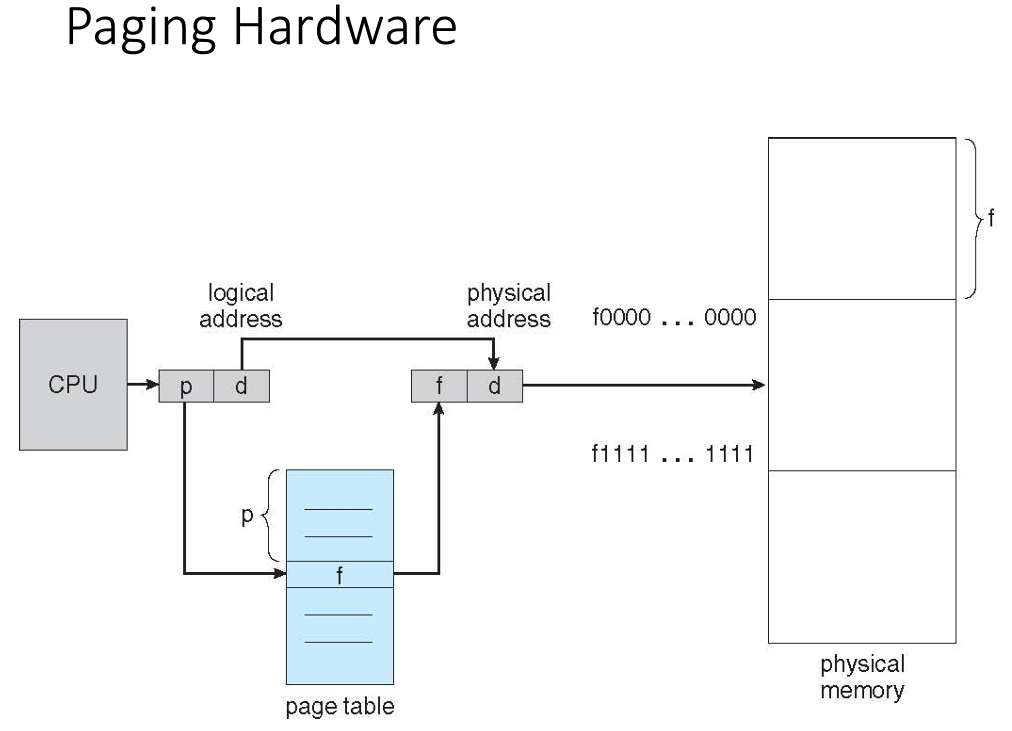 Paging Hardware
logical
address
physical
address
f0000 ... 0000
f
CPU
p
d
f
d
f1111 ... 1111
p
f
page table
physical
memory